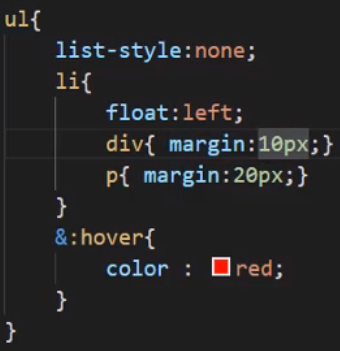 ul{
    list-style:none;
    li{
        float:left;
        div{ margin:10px;}
        p{ margin:20px;}
    }
    &:hover{
        color : red;
    }
}